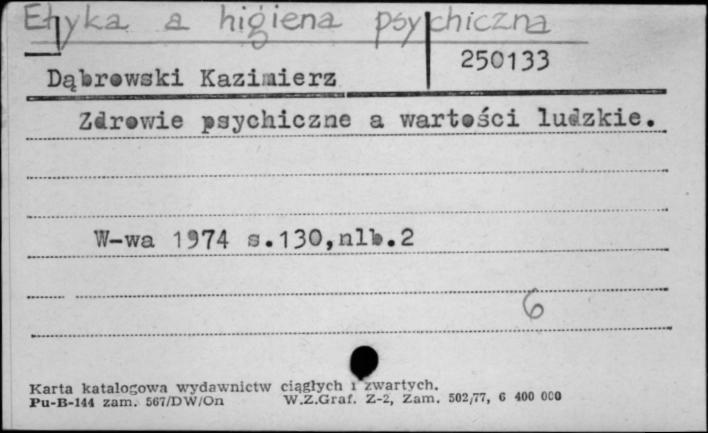 Etyka a higiena psychiczna
250133
Dąbrowski Kazimierz
Zdrowie psychiczne a wartości ludzkie.
W-wa 1974 s.130,nlb.2
6
Karta katalogowa wydawnictw ciągłych i zwartych.
Pu-B-144 zam. 567/DW/On W.Z.Graf. Z-2, Zam. 502/77, 6 400 000